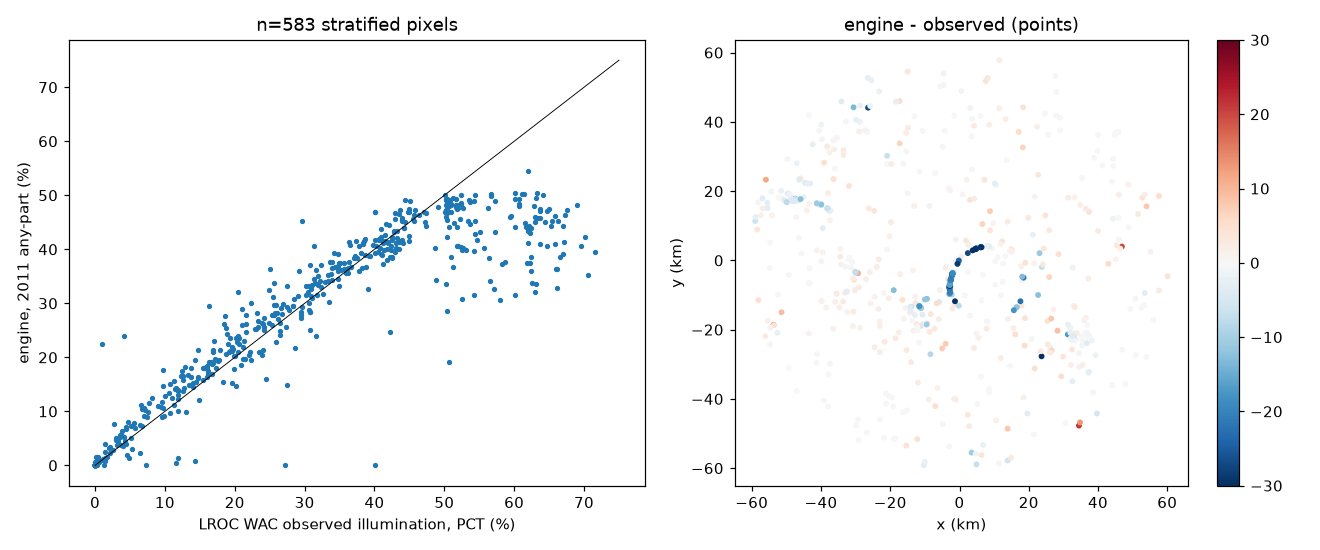 n=583 stratified pixels
engine, 2011 any-part (%)
70
60
50
40
30
20
10
0
0 10 20 30 40 50 60 70
LROC WAC observed illumination, PCT (%)
engine - observed (points)
y (km)
60
40
20
0
−20
−40
−60
−60 −40 −20 0 20 40 60
x (km)
30
20
10
0
−10
−20
−30